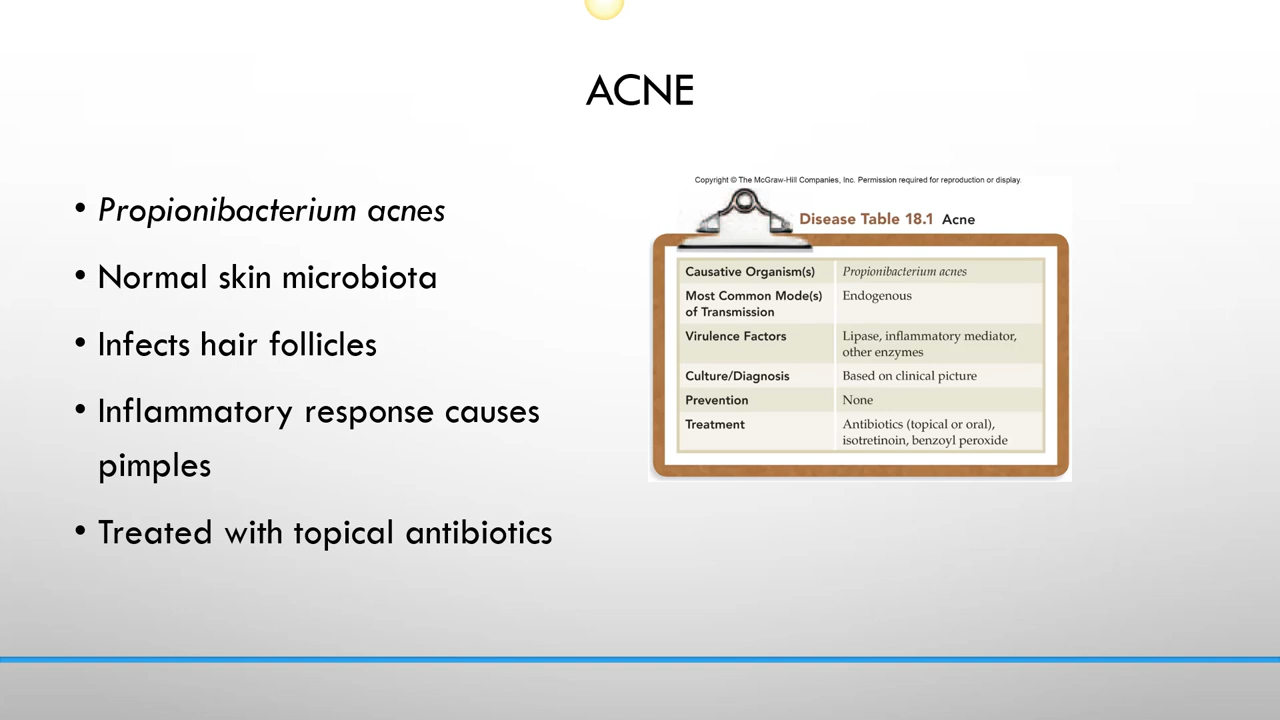 ACNE
• Propionibacterium acnes
• Normal skin microbiota
• Infects hair follicles
• Inflammatory response causes
pimples
• Treated with topical antibiotics
Copyright © The McGraw-Hill Companies, Inc. Permission required for reproduction or display.
Disease Table 18.1 Acne
Causative Organism(s) Propionibacterium acnes
Most Common Mode(s) Endogenous
of Transmission
Virulence Factors Lipase, inflammatory mediator,
other enzymes
Culture/Diagnosis Based on clinical picture
Prevention None
Treatment Antibiotics (topical or oral),
isotretinoin, benzoyl peroxide